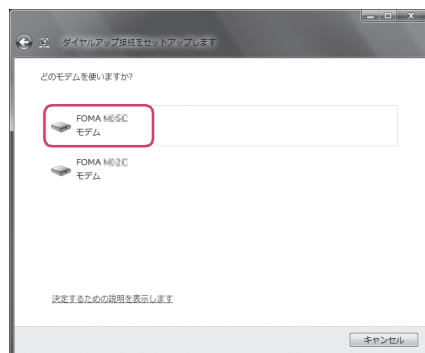 ダイヤルアップ接続をセットアップします
どのモデムを使いますか?
FOMA
モデム
FOMA
モデム
決定するための説明を表示します
キャンセル